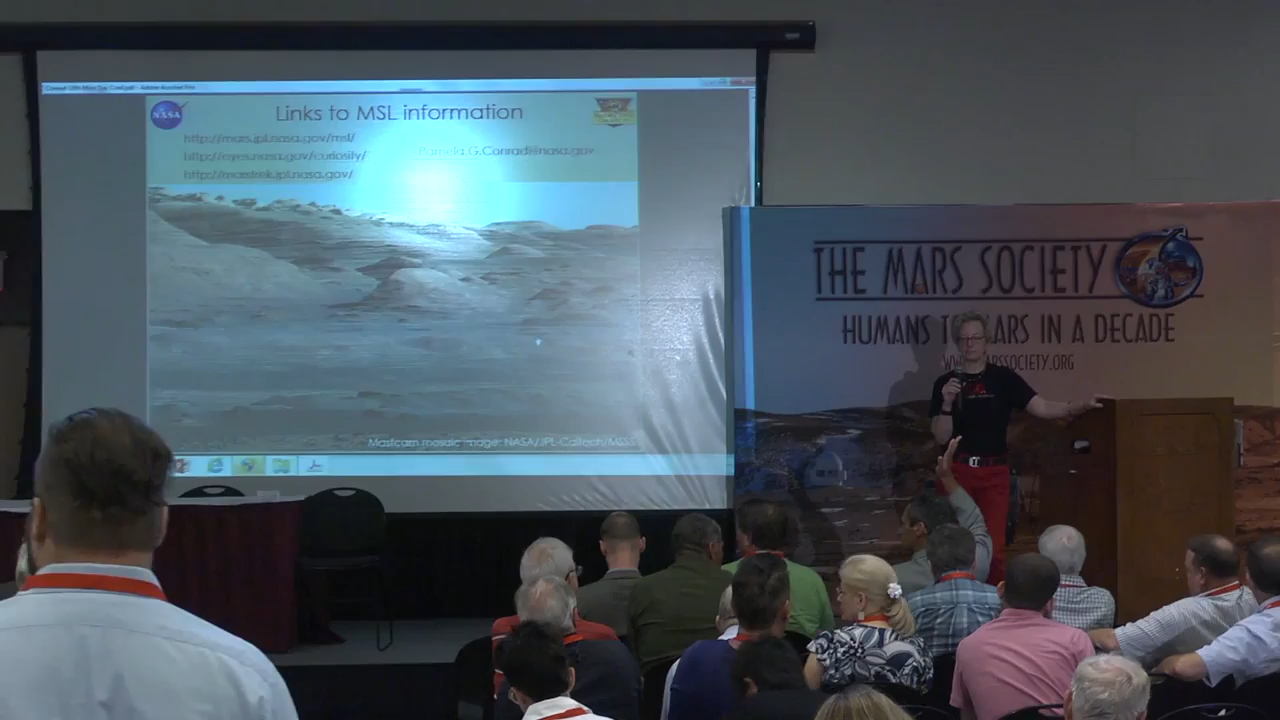 NASA
Links to MSL information
http://mars.jpl.nasa.gov/msl/
http://eyes.nasa.gov/curiosity/
Pamela.G.Conrad@nasa.gov
http://marstrek.jpl.nasa.gov/
Mastcam mosaic image: NASA/JPL-Caltech/MSSS
THE MARS SOCIETY
HUMANS TO MARS IN A DECADE
WWW.MARSSOCIETY.ORG